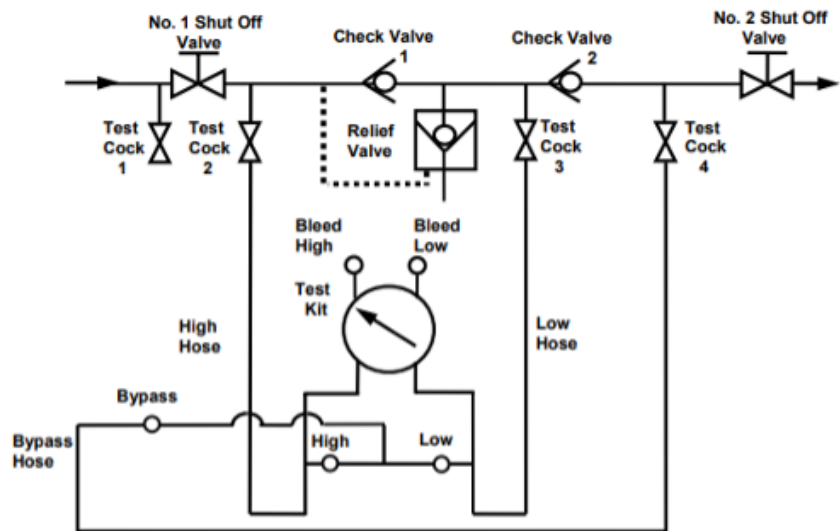 No. 1 Shut Off
Valve
Check Valve
1
Check Valve
2
No. 2 Shut Off
Valve
Test
Cock
1
Test
Cock
2
Relief
Valve
Test
Cock
3
Test
Cock
4
Bleed
High
Bleed
Low
Test
Kit
High
Hose
Low
Hose
Bypass
Bypass
Hose
High
Low